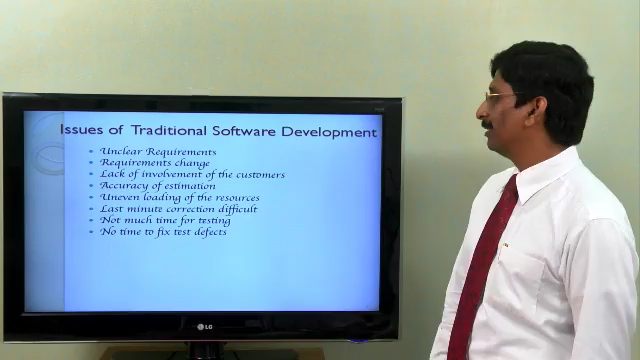 Issues of Traditional Software Development
Unclear Requirements
Requirements change
Lack of involvement of the customers
Accuracy of estimation
Uneven loading of the resources
Last minute correction difficult
Not much time for testing
No time to fix test defects
LG